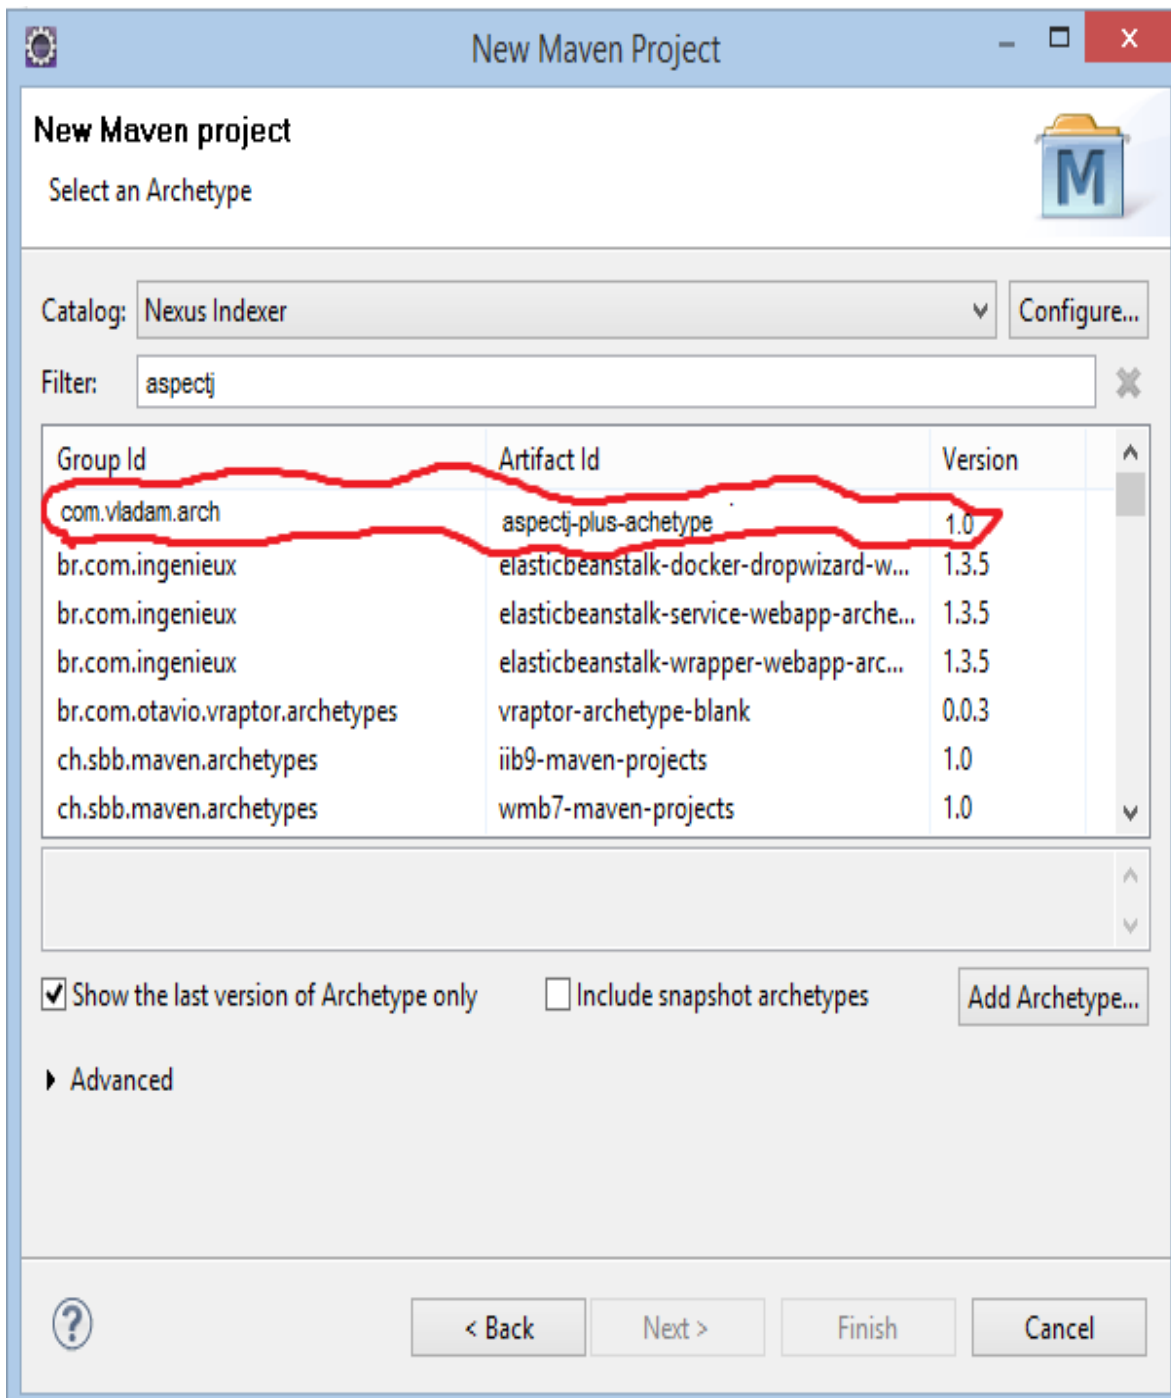 New Maven Project
New Maven project
Select an Archetype
M
Catalog: Nexus Indexer Configure...
Filter: aspectj
Group Id Artifact Id Version
com.vladam.arch aspectj-plus-achetype 1.0
br.com.ingenieux elasticbeanstalk-docker-dropwizard-w... 1.3.5
br.com.ingenieux elasticbeanstalk-service-webapp-arche... 1.3.5
br.com.ingenieux elasticbeanstalk-wrapper-webapp-arc... 1.3.5
br.com.otavio.vraptor.archetypes vraptor-archetype-blank 0.0.3
ch.sbb.maven.archetypes iib9-maven-projects 1.0
ch.sbb.maven.archetypes wmb7-maven-projects 1.0
Show the last version of Archetype only Include snapshot archetypes Add Archetype...
Advanced
? < Back Next > Finish Cancel